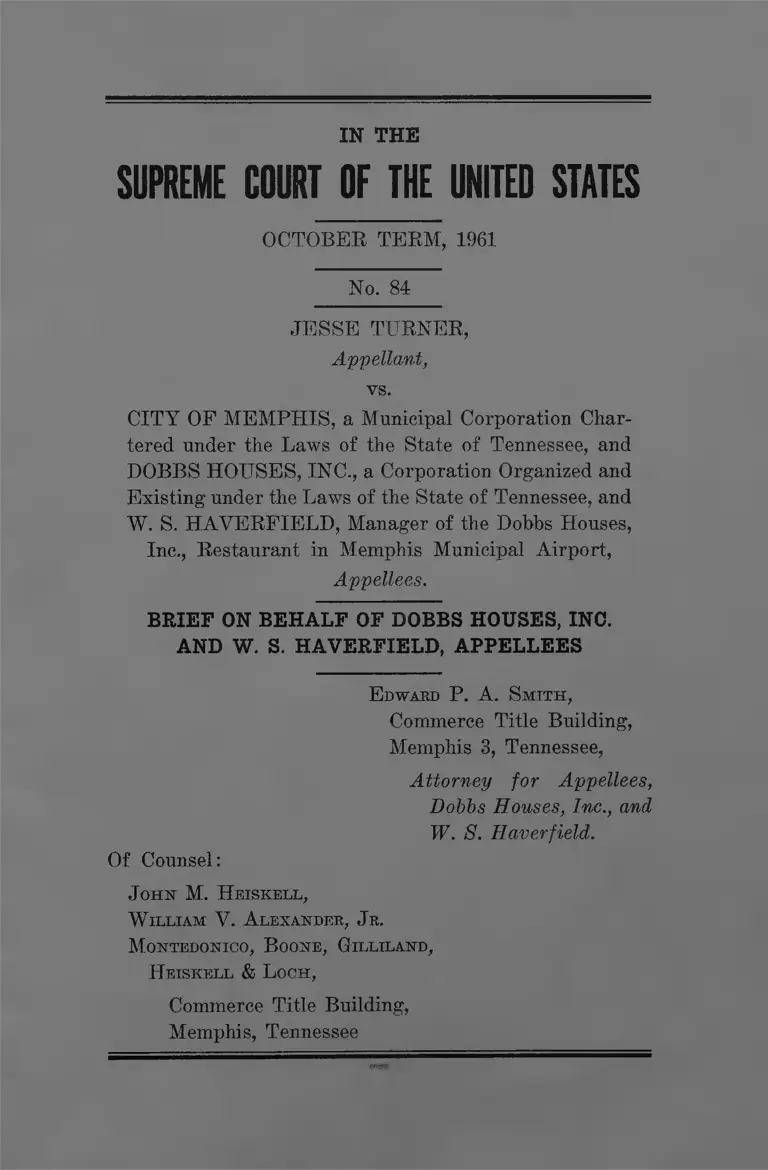 IN THE
SUPREME COURT OF THE UNITED STATES
OCTOBER TERM, 1961
No. 84
JESSE TURNER,
Appellant,
vs.
CITY OF MEMPHIS, a Municipal Corporation Char-
tered under the Laws of the State of Tennessee, and
DOBBS HOUSES, INC., a Corporation Organized and
Existing under the Laws of the State of Tennessee, and
W. S. HAVERFIELD, Manager of the Dobbs Houses,
Inc., Restaurant in Memphis Municipal Airport,
Appellees.
BRIEF ON BEHALF OF DOBBS HOUSES, INC.
AND W. S. HAVERFIELD, APPELLEES
EDWARD P. A. SMITH,
Commerce Title Building,
Memphis 3, Tennessee,
Attorney for Appellees,
Dobbs Houses, Inc., and
W. S. Haverfield.
Of Counsel:
JOHN M. HEISKELL,
WILLIAM V. ALEXANDER, JR.
MONTEDONICO, BOONE, GILLILAND,
HEISKELL & LOCH,
Commerce Title Building,
Memphis, Tennessee